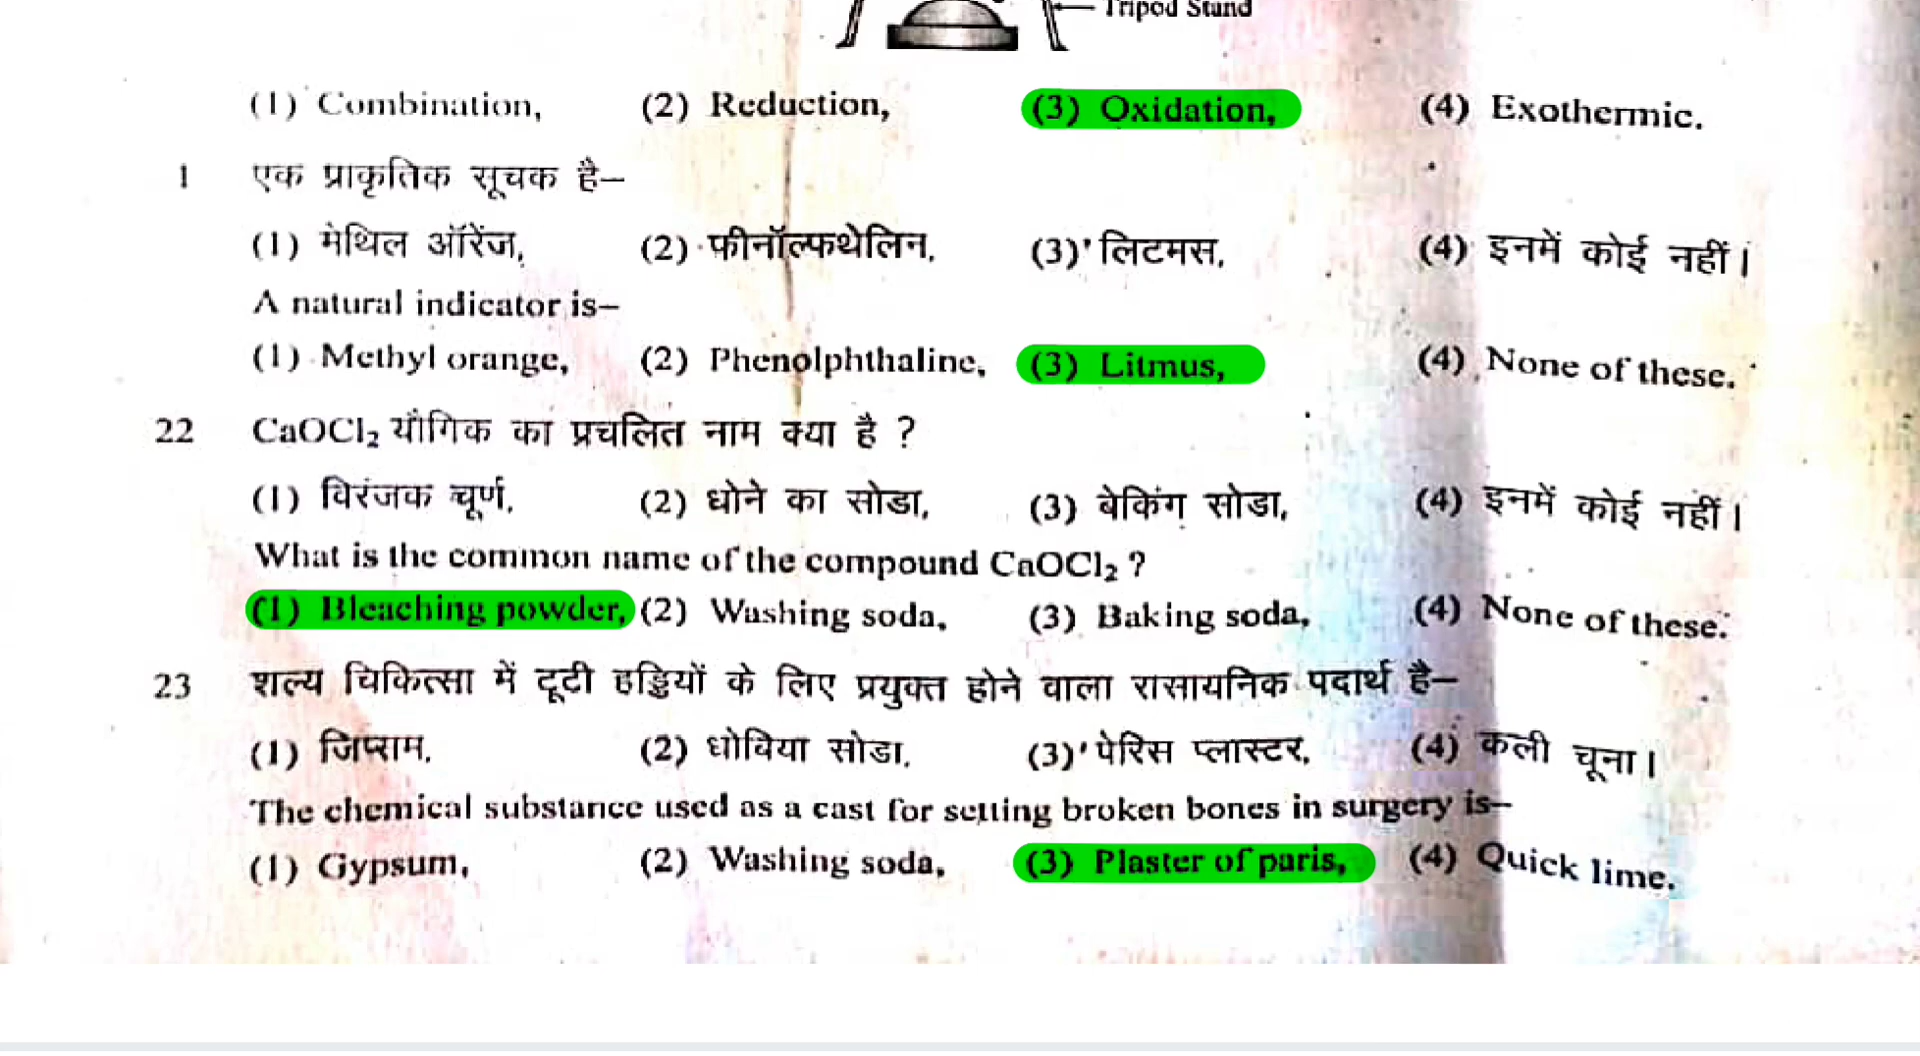 Tripod Stand
(1) Combination, (2) Reduction, (3) Oxidation, (4) Exothermic.
1 एक प्राकृतिक सूचक है–
(1) मेथिल ऑरेंज, (2) फीनॉल्फथेलिन, (3) लिटमस, (4) इनमें कोई नहीं।
A natural indicator is–
(1) Methyl orange, (2) Phenolphthaline, (3) Litmus, (4) None of these.
22 CaOCl₂ यौगिक का प्रचलित नाम क्या है ?
(1) विरंजक चूर्ण, (2) धोने का सोडा, (3) बेकिंग सोडा, (4) इनमें कोई नहीं।
What is the common name of the compound CaOCl₂ ?
(1) Bleaching powder, (2) Washing soda, (3) Baking soda, (4) None of these.
23 शल्य चिकित्सा में टूटी हड्डियों के लिए प्रयुक्त होने वाला रासायनिक पदार्थ है–
(1) जिप्सम, (2) धोविया सोडा, (3) पेरिस प्लास्टर, (4) कली चूना।
The chemical substance used as a cast for setting broken bones in surgery is–
(1) Gypsum, (2) Washing soda, (3) Plaster of paris, (4) Quick lime.